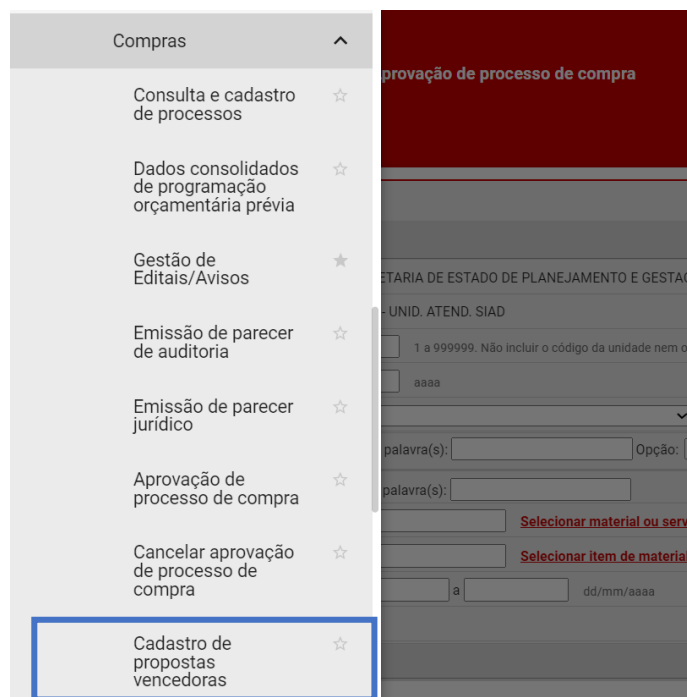 Compras
Consulta e cadastro
de processos
Dados consolidados
de programação
orçamentária prévia
Gestão de
Editais/Avisos
Emissão de parecer
de auditoria
Emissão de parecer
jurídico
Aprovação de
processo de compra
Cancelar aprovação
de processo de
compra
Cadastro de
propostas
vencedoras
provação de processo de compra
ETARIA DE ESTADO DE PLANEJAMENTO E GESTAO
- UNID. ATEND. SIAD
1 a 999999. Não incluir o código da unidade nem o
aaaa
palavra(s): Opção:
palavra(s):
Selecionar material ou serv
Selecionar item de material
a dd/mm/aaaa